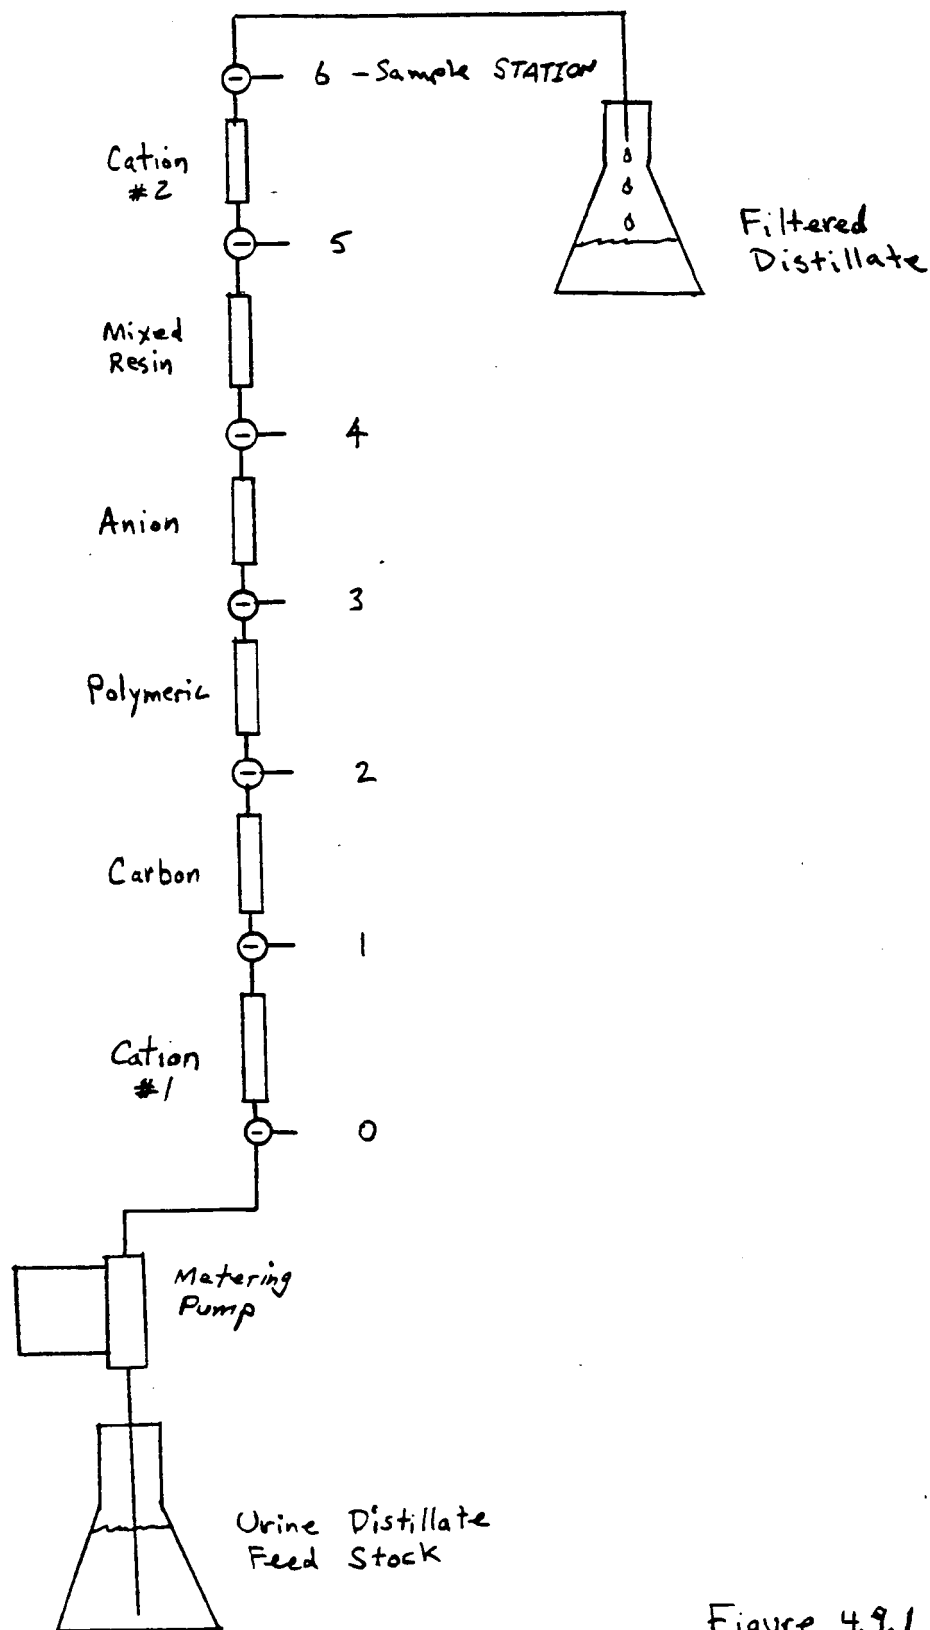 6 - Sample STATION
Cation
#2
Filtered
Distillate
5
Mixed
Resin
4
Anion
3
Polymeric
2
Carbon
1
Cation
#1
0
Metering
Pump
Urine Distillate
Feed Stock
Figure 4.9.1